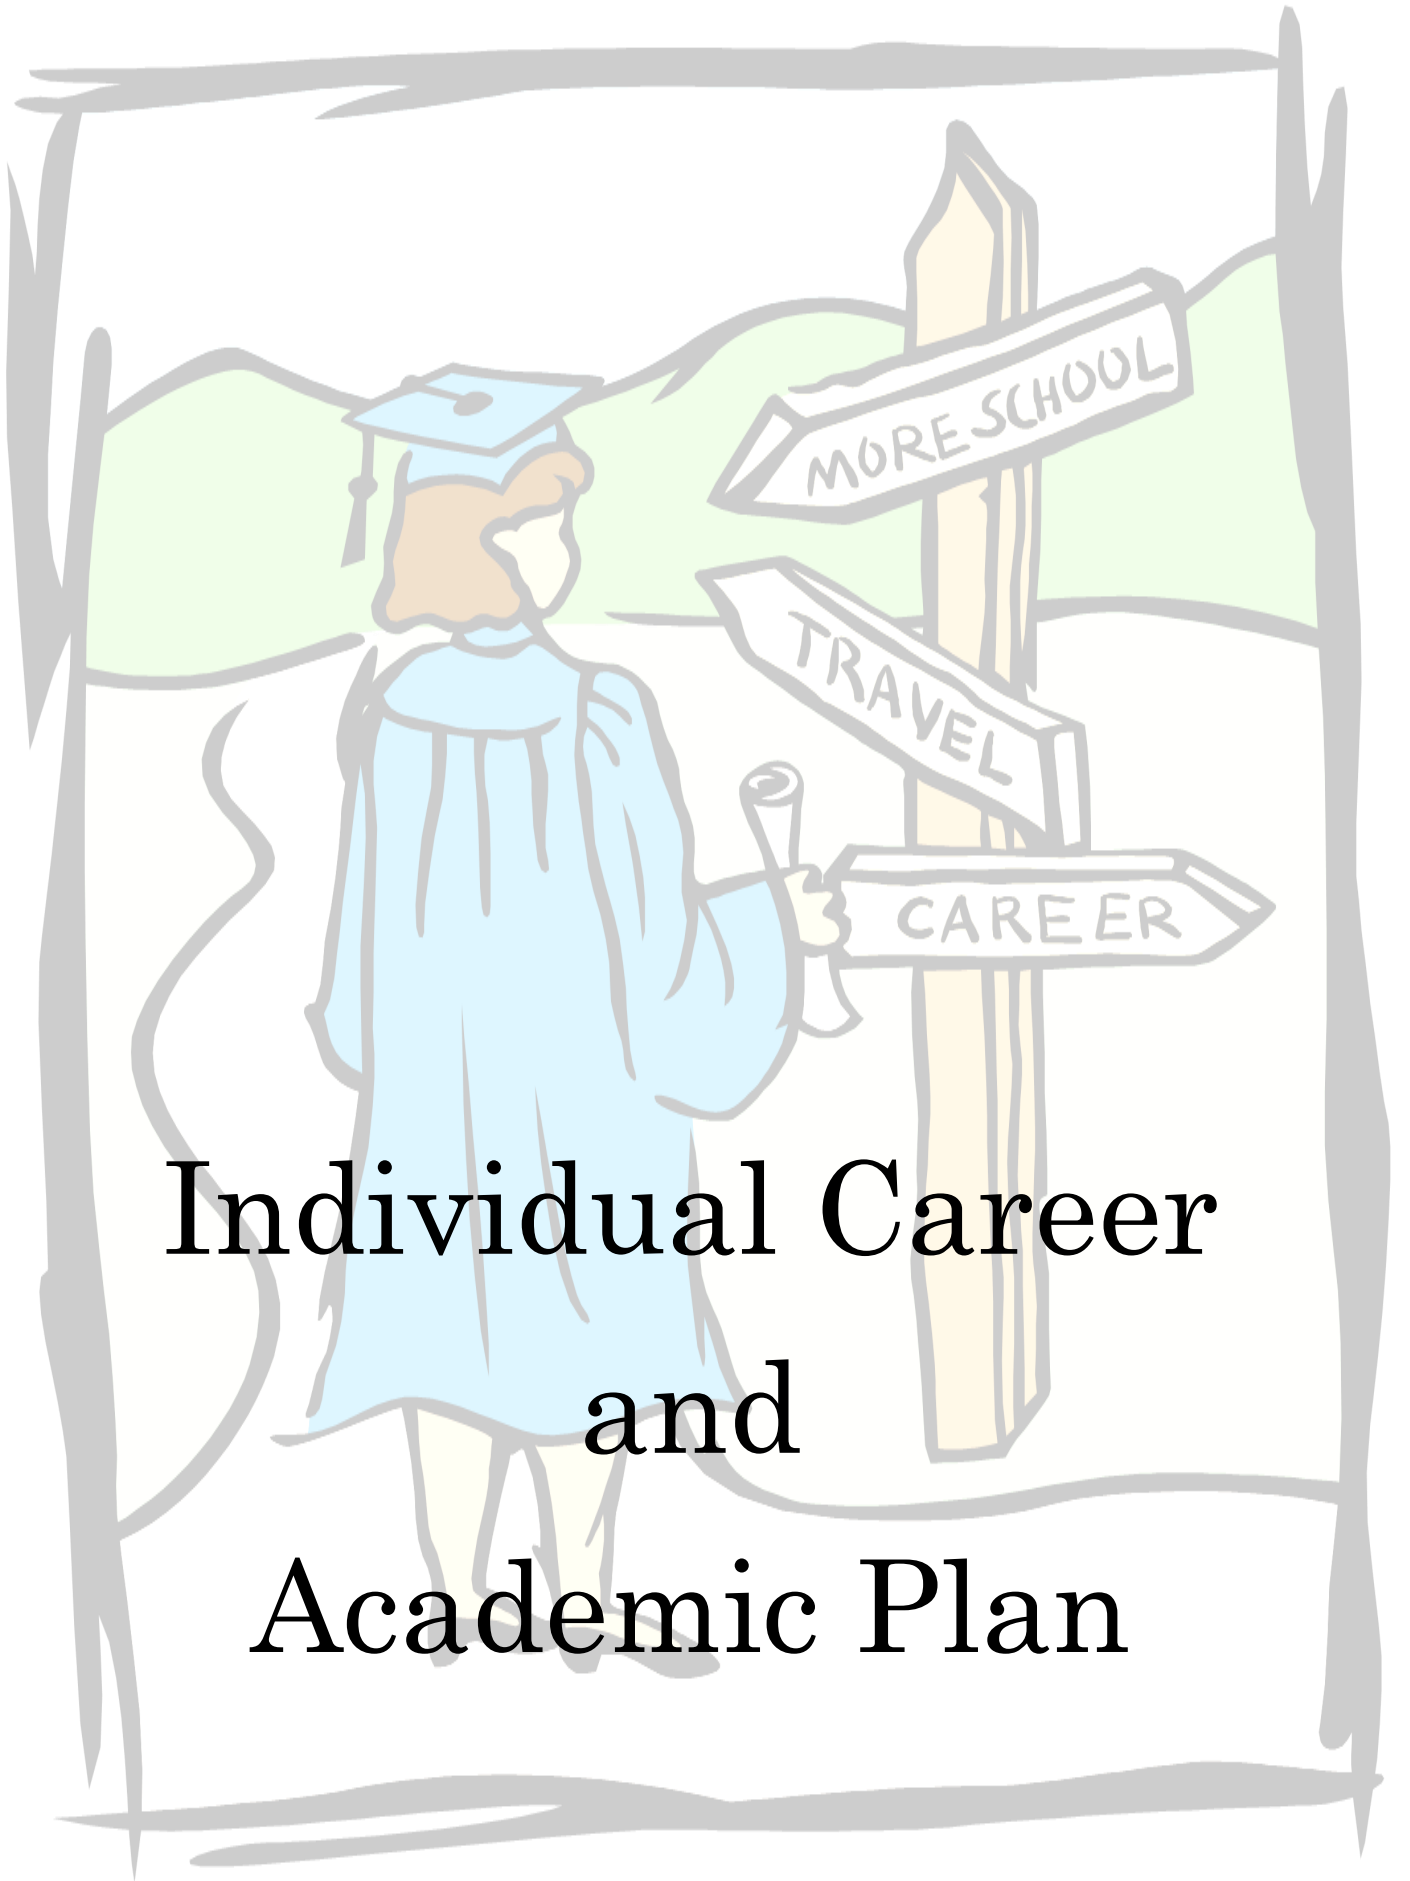 MORE SCHOOL
TRAVEL
CAREER
Individual Career
and
Academic Plan